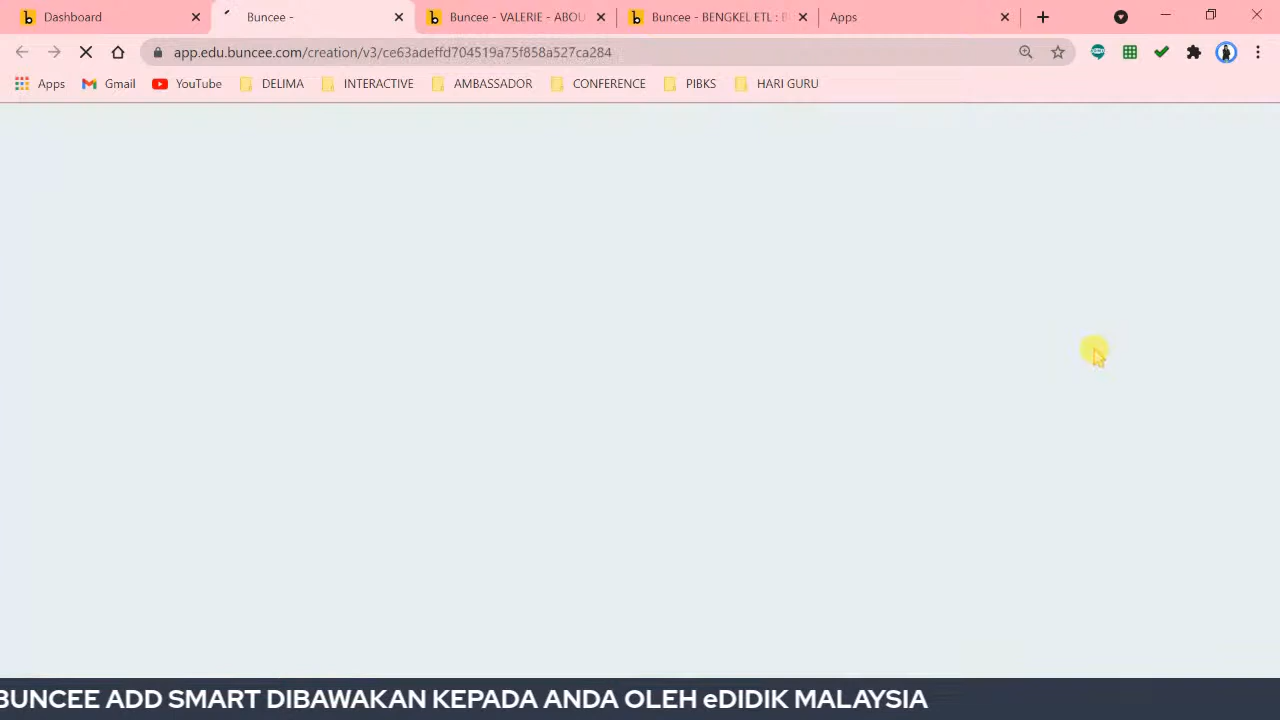 Dashboard
Buncee -
Buncee - VALERIE - ABOU
Buncee - BENGKEL ETL : B
Apps
app.edu.buncee.com/creation/v3/ce63adeffd704519a75f858a527ca284
Apps
Gmail
YouTube
DELIMA
INTERACTIVE
AMBASSADOR
CONFERENCE
PIBKS
HARI GURU
BUNCEE ADD SMART DIBAWAKAN KEPADA ANDA OLEH eDIDIK MALAYSIA